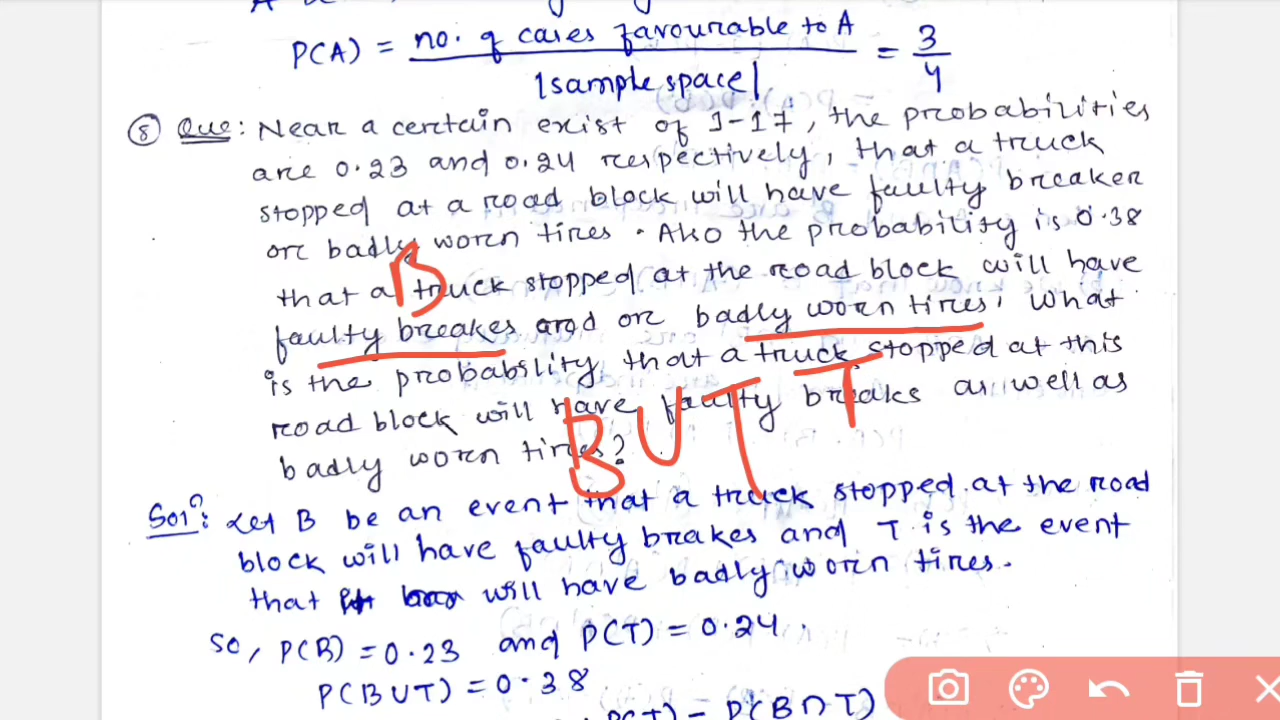 P(A) = no. of cases favourable to A / |sample space| = 3/4
⑧ Que: Near a certain exist of I-17, the probabilities
are 0.23 and 0.24 respectively, that a truck
stopped at a road block will have faulty breaker
or badly worn tires. Also the probability is 0.38
that a truck stopped at the road block will have
faulty breakes and or badly worn tires. What
is the probability that a truck stopped at this
road block will have faulty breaks as well as
badly worn tires?
B
T
B U T
Soln: Let B be an event that a truck stopped at the road
block will have faulty brakes and T is the event
that will have badly worn tires.
So, P(B) = 0.23 and P(T) = 0.24.
P(B U T) = 0.38
P(T) - P(B ∩ T)